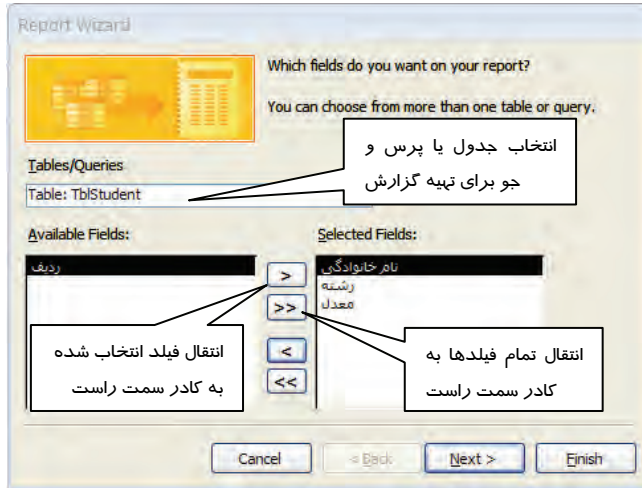 Report Wizard
Which fields do you want on your report?
You can choose from more than one table or query.
انتخاب جدول یا پرس و
جو برای تهیه گزارش
Tables/Queries
Table: TblStudent
Available Fields:
Selected Fields:
ردیف
نام خانوادگی
رشته
معدل
>
>>
<
<<
انتقال فیلد انتخاب شده
به کادر سمت راست
انتقال تمام فیلدها به
کادر سمت راست
Cancel
< Back
Next >
Finish